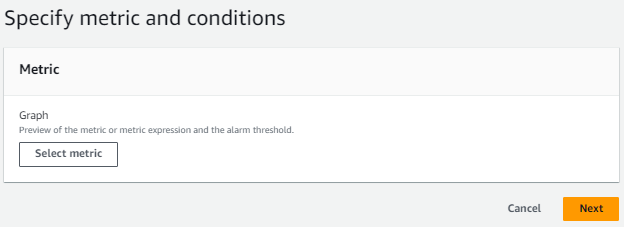 Specify metric and conditions
Metric
Graph
Preview of the metric or metric expression and the alarm threshold.
Select metric
Cancel Next